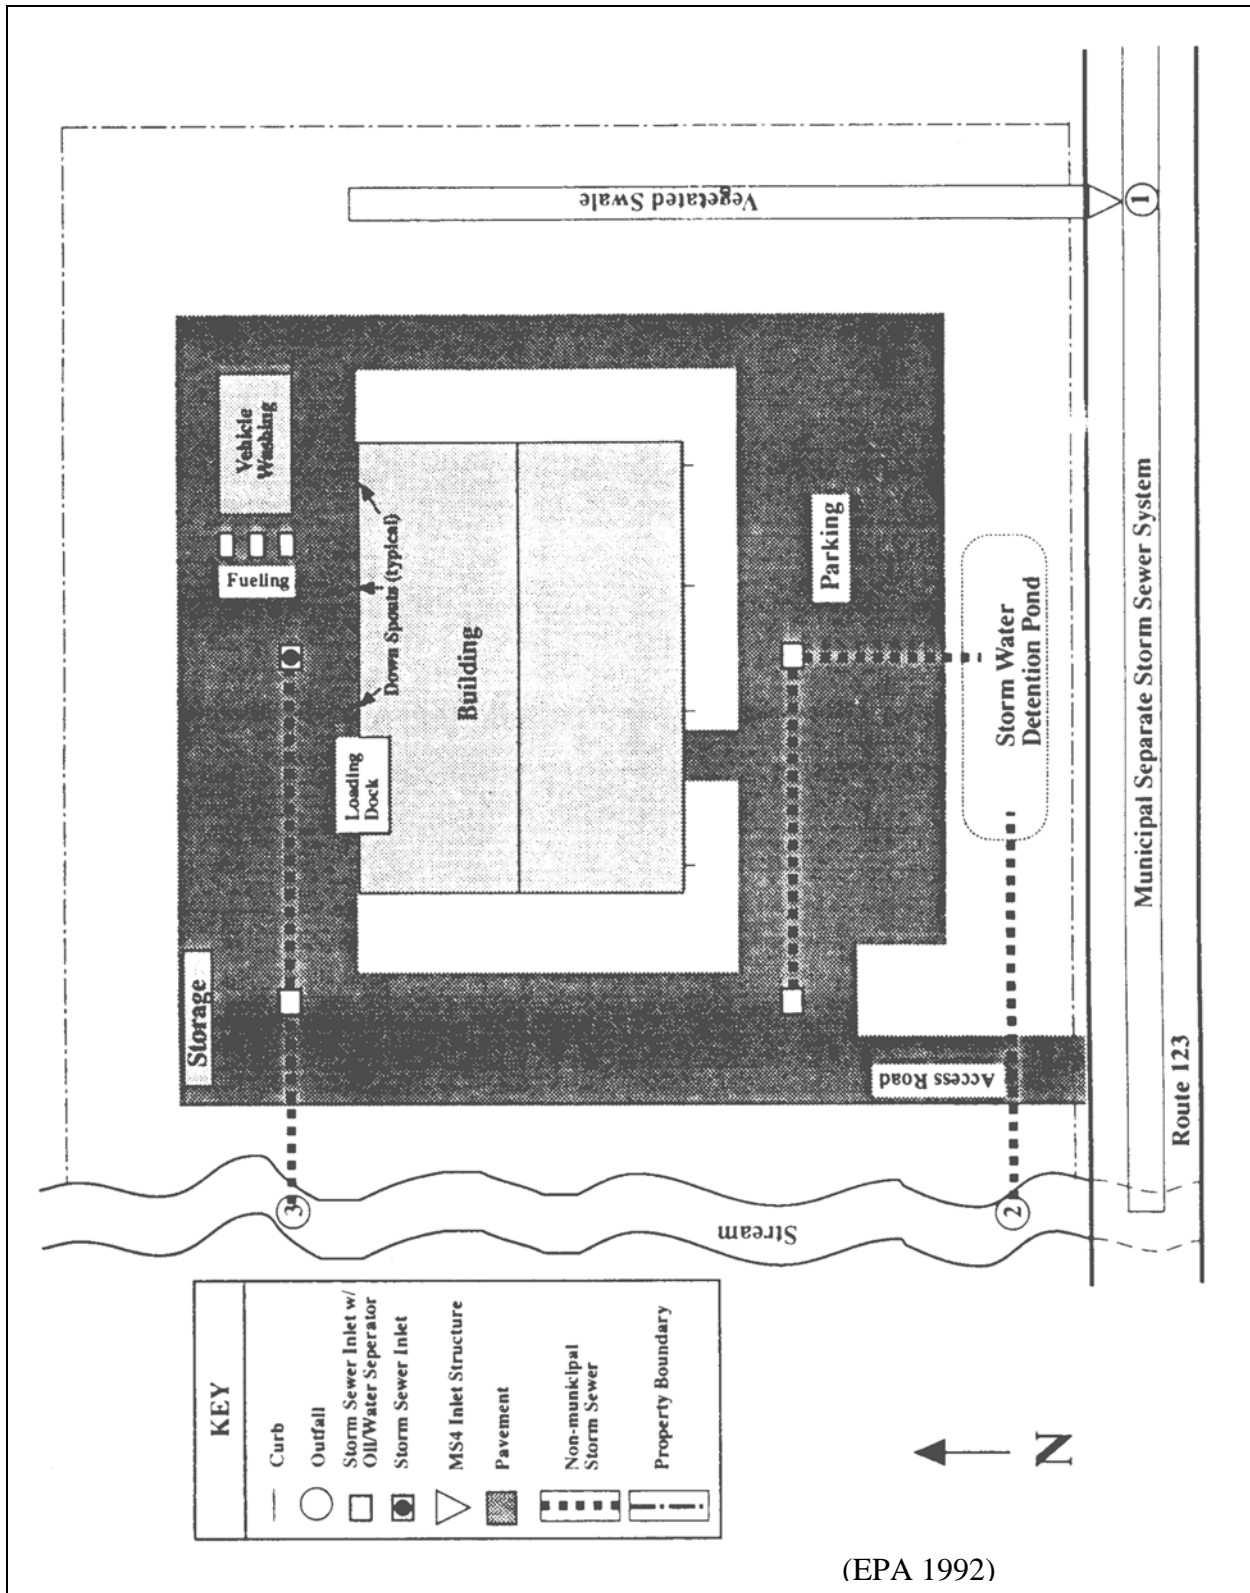 Vegetated Swale
1
Municipal Separate Storm Sewer System
Route 123
Vehicle
Washing
Fueling
Down Spouts (typical)
Building
Loading
Dock
Storage
Parking
Storm Water
Detention Pond
Access Road
Stream
3
2
KEY
Curb
Outfall
Storm Sewer Inlet w/
Oil/Water Seperator
Storm Sewer Inlet
MS4 Inlet Structure
Pavement
Non-municipal
Storm Sewer
Property Boundary
N
(EPA 1992)